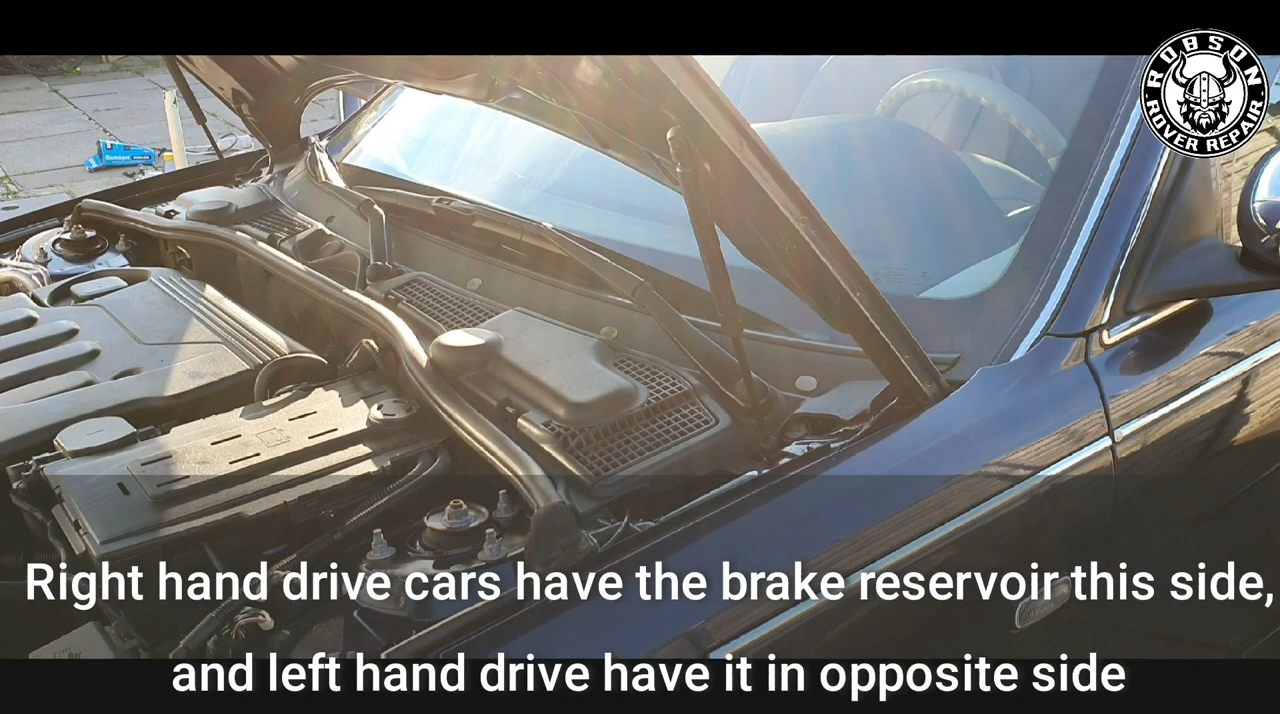 ROBSON
ROVER REPAIR
Gunson
Right hand drive cars have the brake reservoir this side,
and left hand drive have it in opposite side